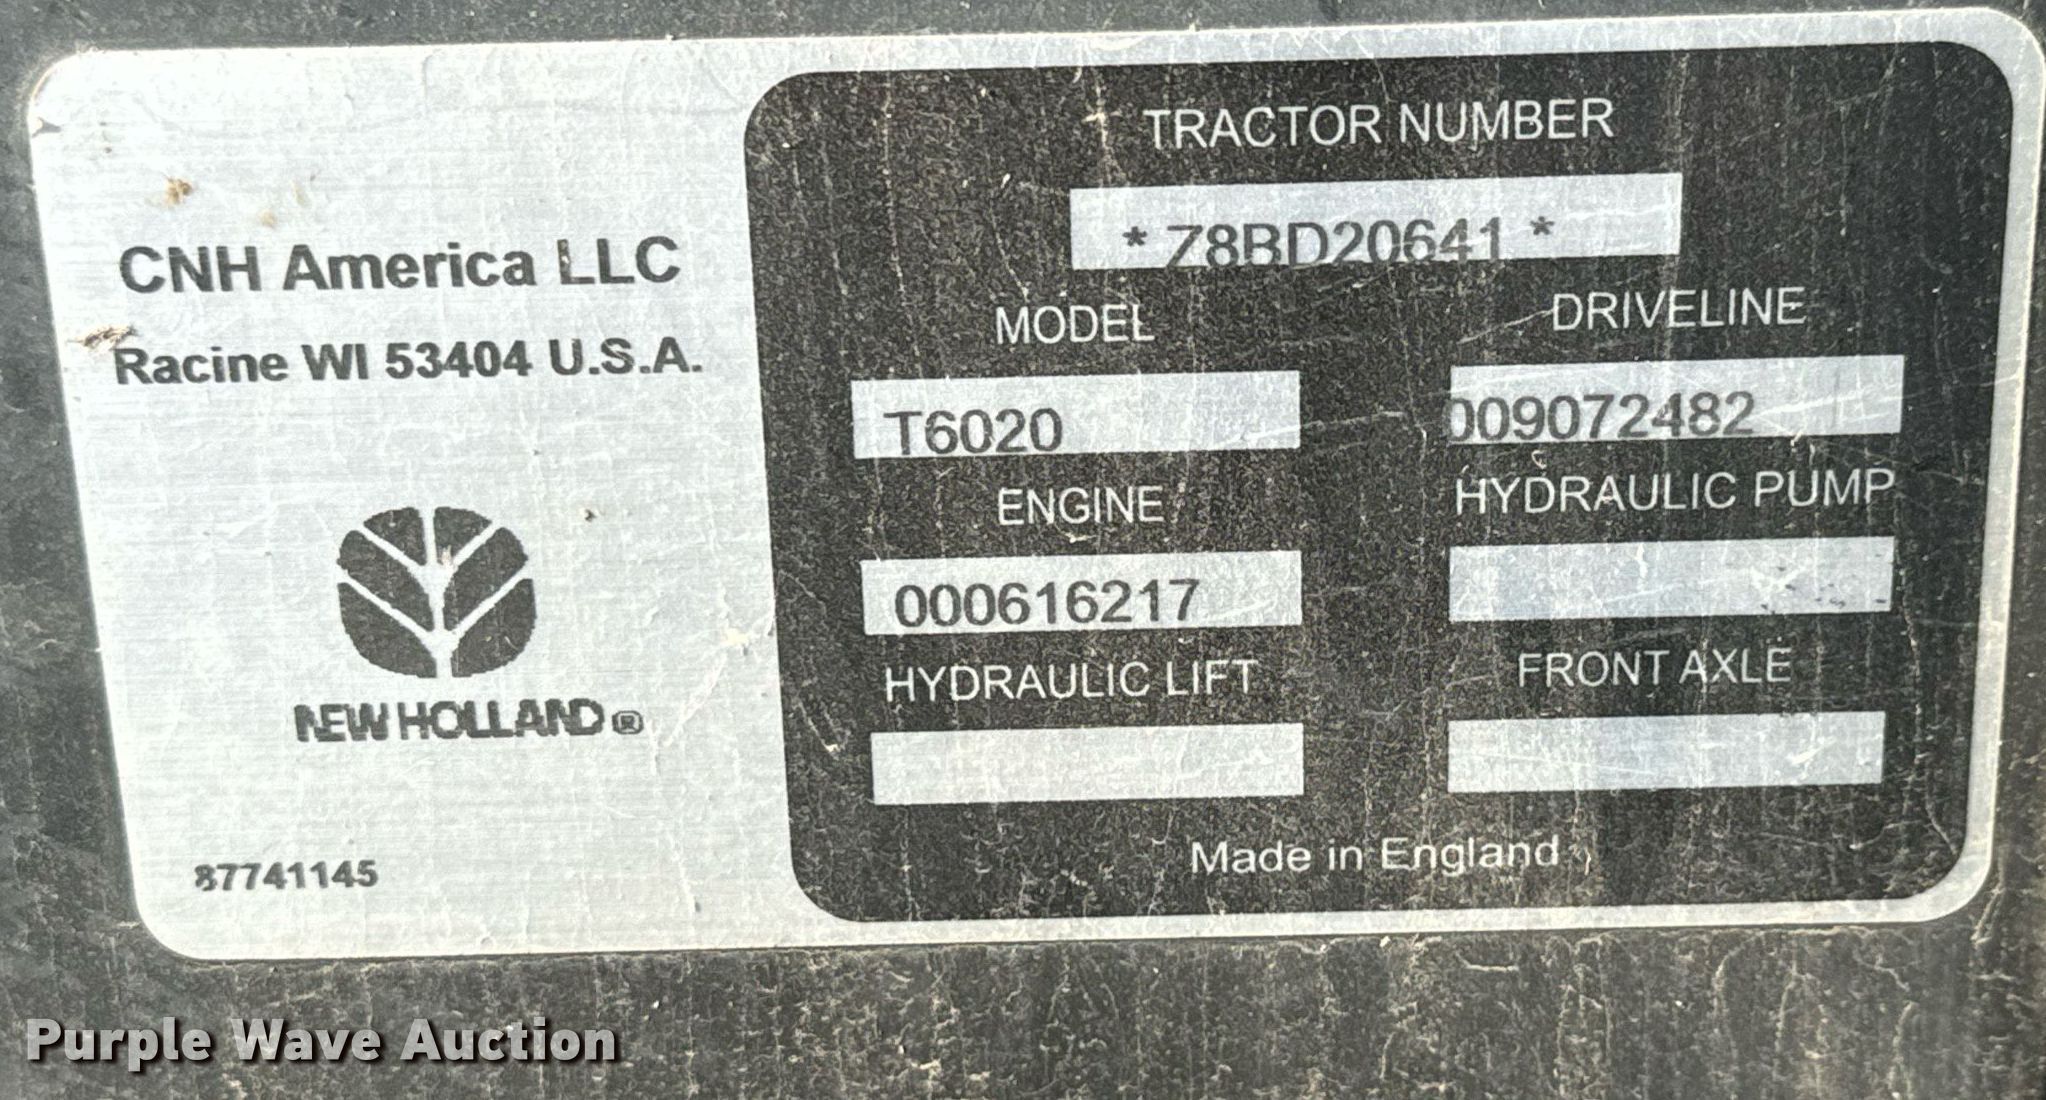 CNH America LLC
Racine WI 53404 U.S.A.
NEW HOLLAND®
87741145
TRACTOR NUMBER
* Z8BD20641 *
MODEL
DRIVELINE
T6020
009072482
ENGINE
HYDRAULIC PUMP
000616217
HYDRAULIC LIFT
FRONT AXLE
Made in England
Purple Wave Auction